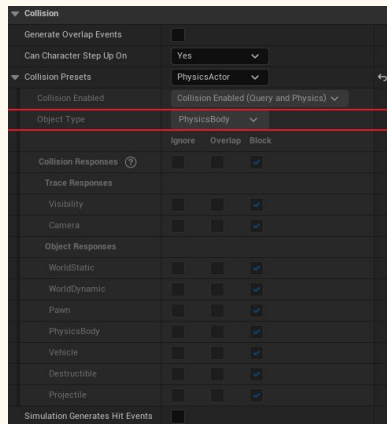 Collision
Generate Overlap Events
Can Character Step Up On Yes
Collision Presets PhysicsActor
Collision Enabled Collision Enabled (Query and Physics)
Object Type PhysicsBody
Ignore Overlap Block
Collision Responses ?
Trace Responses
Visibility
Camera
Object Responses
WorldStatic
WorldDynamic
Pawn
PhysicsBody
Vehicle
Destructible
Projectile
Simulation Generates Hit Events